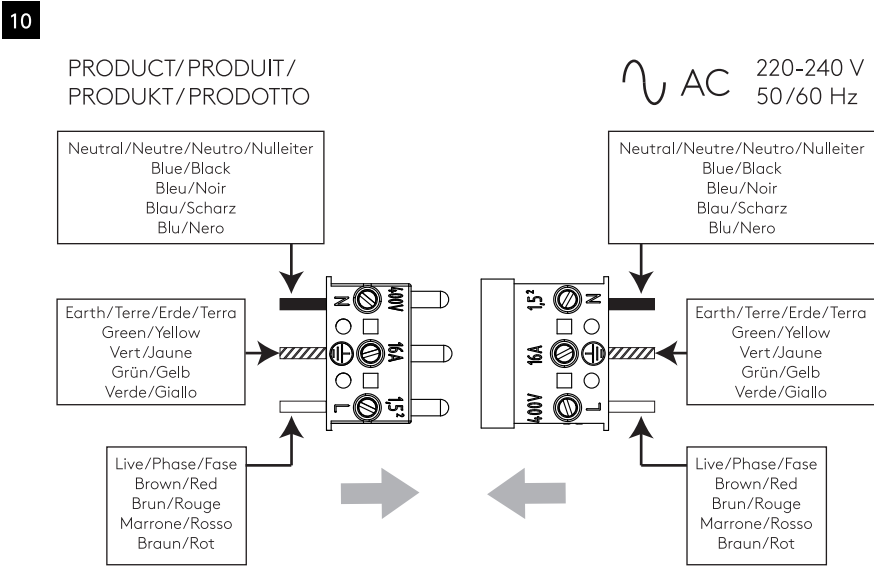 10
PRODUCT/PRODUIT/
PRODUKT/PRODOTTO
AC
220-240 V
50/60 Hz
Neutral/Neutre/Neutro/Nulleiter
Blue/Black
Bleu/Noir
Blau/Scharz
Blu/Nero
Neutral/Neutre/Neutro/Nulleiter
Blue/Black
Bleu/Noir
Blau/Scharz
Blu/Nero
Earth/Terre/Erde/Terra
Green/Yellow
Vert/Jaune
Grün/Gelb
Verde/Giallo
N
400V
16A
L
1,5²
1,5²
N
16A
400V
L
Earth/Terre/Erde/Terra
Green/Yellow
Vert/Jaune
Grün/Gelb
Verde/Giallo
Live/Phase/Fase
Brown/Red
Brun/Rouge
Marrone/Rosso
Braun/Rot
Live/Phase/Fase
Brown/Red
Brun/Rouge
Marrone/Rosso
Braun/Rot